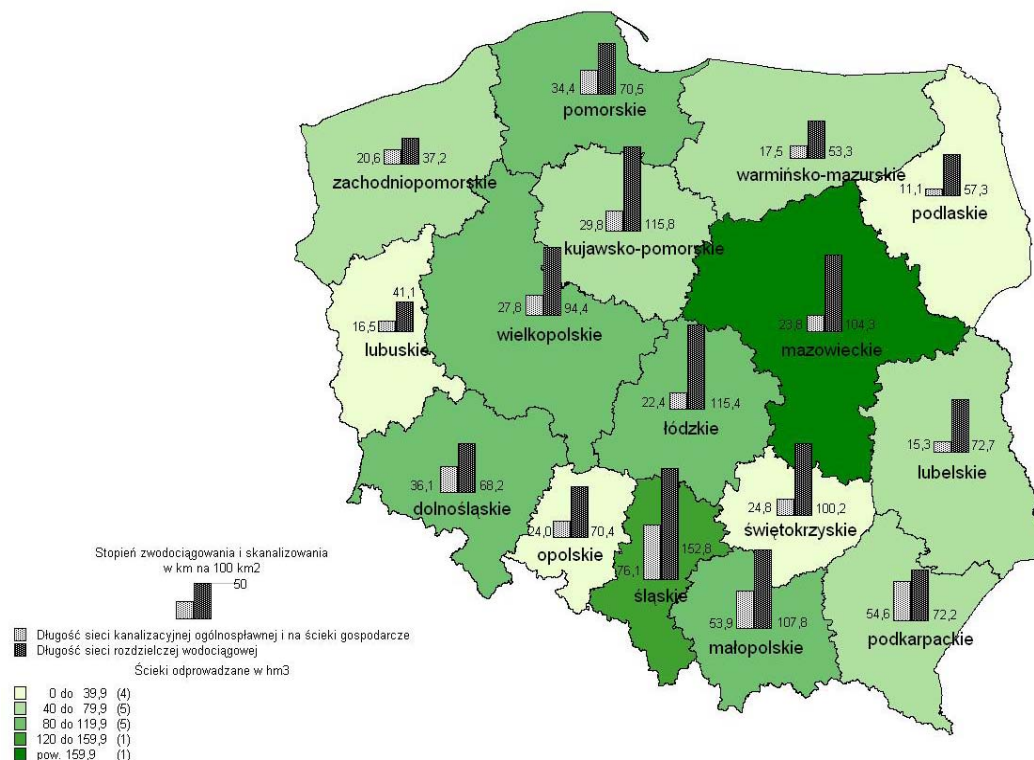 34,4 70,5
pomorskie
20,6 37,2
zachodniopomorskie
17,5 53,3
warmińsko-mazurskie
11,1 57,3
podlaskie
29,8 115,8
kujawsko-pomorskie
41,1
16,5
lubuskie
27,8 94,4
wielkopolskie
23,8 104,3
mazowieckie
22,4 115,4
łódzkie
15,3 72,7
lubelskie
36,1 68,2
dolnośląskie
24,0 70,4
opolskie
24,8 100,2
świętokrzyskie
152,8
76,1
śląskie
53,9 107,8
małopolskie
54,6 72,2
podkarpackie
Stopień zwodociągowania i skanalizowania
w km na 100 km2
50
Długość sieci kanalizacyjnej ogólnospławnej i na ścieki gospodarcze
Długość sieci rozdzielczej wodociągowej
Ścieki odprowadzane w hm3
0 do 39,9 (4)
40 do 79,9 (5)
80 do 119,9 (5)
120 do 159,9 (1)
pow. 159,9 (1)